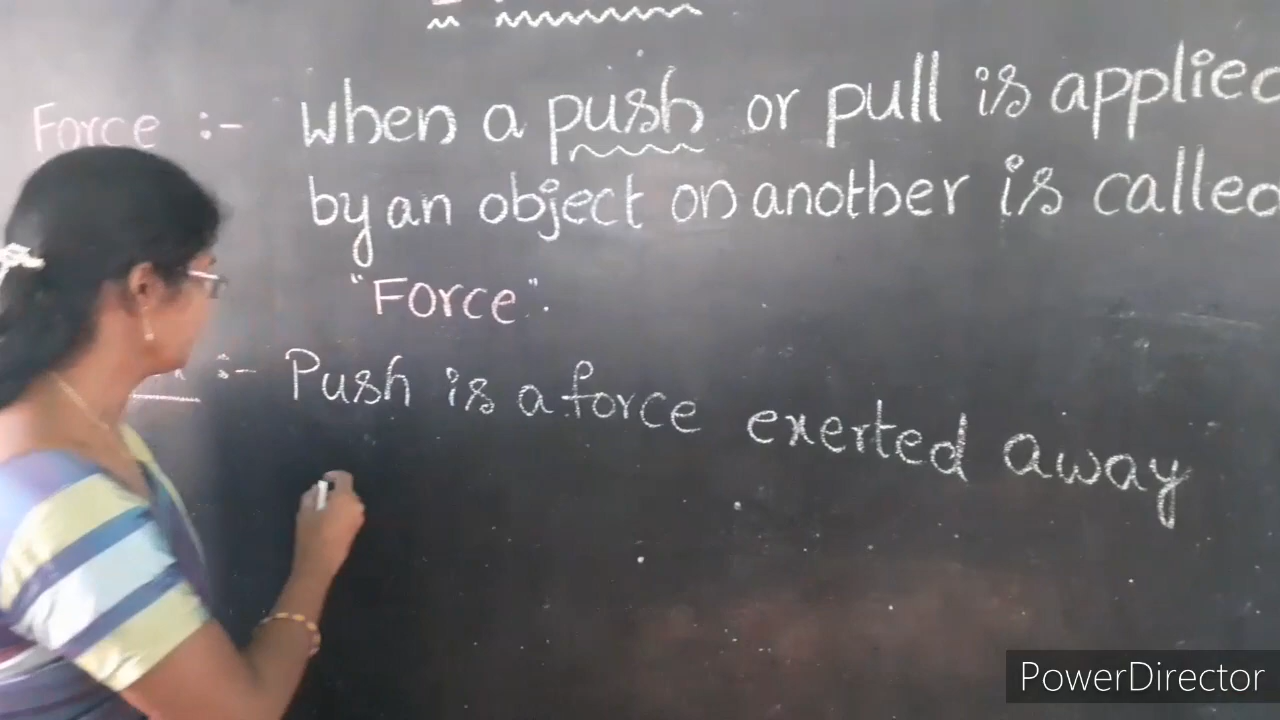 Force :- When a push or pull is applied
by an object on another is called
"Force".
:- Push is a force exerted away
PowerDirector